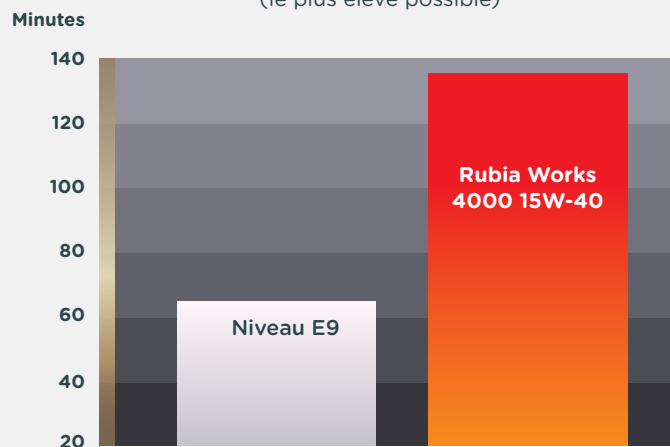 (le plus élevé possible)
Minutes
140
120
100
80
60
40
20
Rubia Works
4000 15W-40
Niveau E9